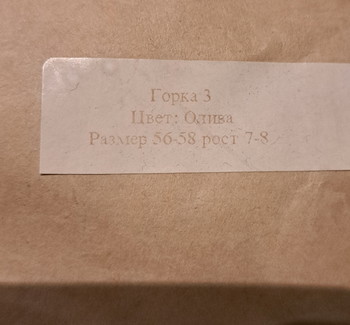 Горка 3
Цвет: Олива
Размер 56-58 рост 7-8